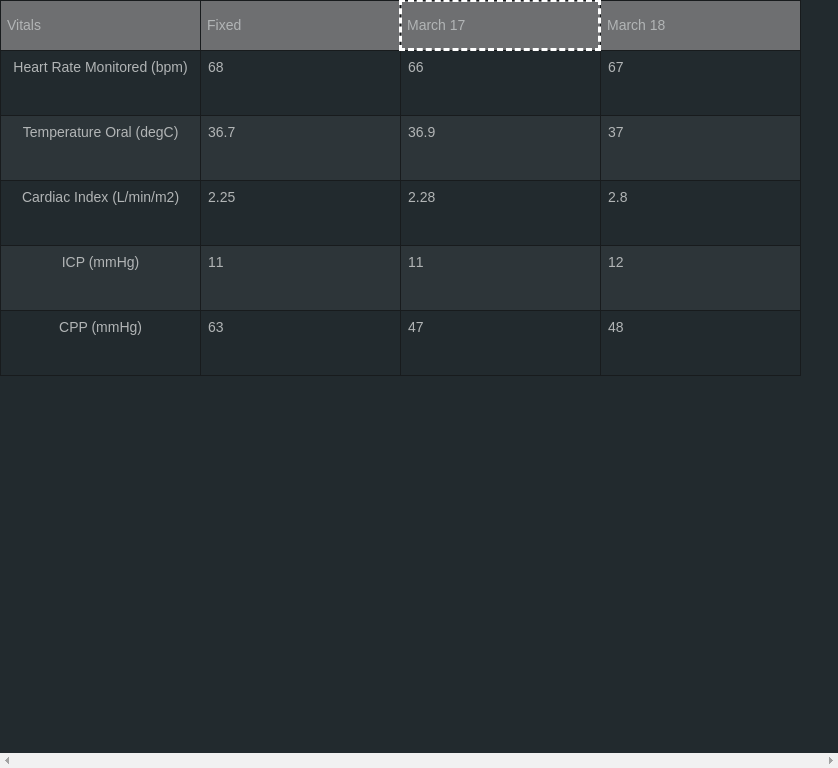 Vitals Fixed March 17 March 18
Heart Rate Monitored (bpm) 68 66 67
Temperature Oral (degC) 36.7 36.9 37
Cardiac Index (L/min/m2) 2.25 2.28 2.8
ICP (mmHg) 11 11 12
CPP (mmHg) 63 47 48